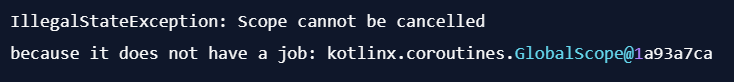 IllegalStateException: Scope cannot be cancelled
because it does not have a job: kotlinx.coroutines.GlobalScope@1a93a7ca